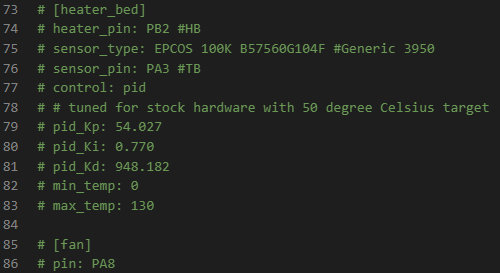 73 # [heater_bed]
74 # heater_pin: PB2 #HB
75 # sensor_type: EPCOS 100K B57560G104F #Generic 3950
76 # sensor_pin: PA3 #TB
77 # control: pid
78 # # tuned for stock hardware with 50 degree Celsius target
79 # pid_Kp: 54.027
80 # pid_Ki: 0.770
81 # pid_Kd: 948.182
82 # min_temp: 0
83 # max_temp: 130
84
85 # [fan]
86 # pin: PA8